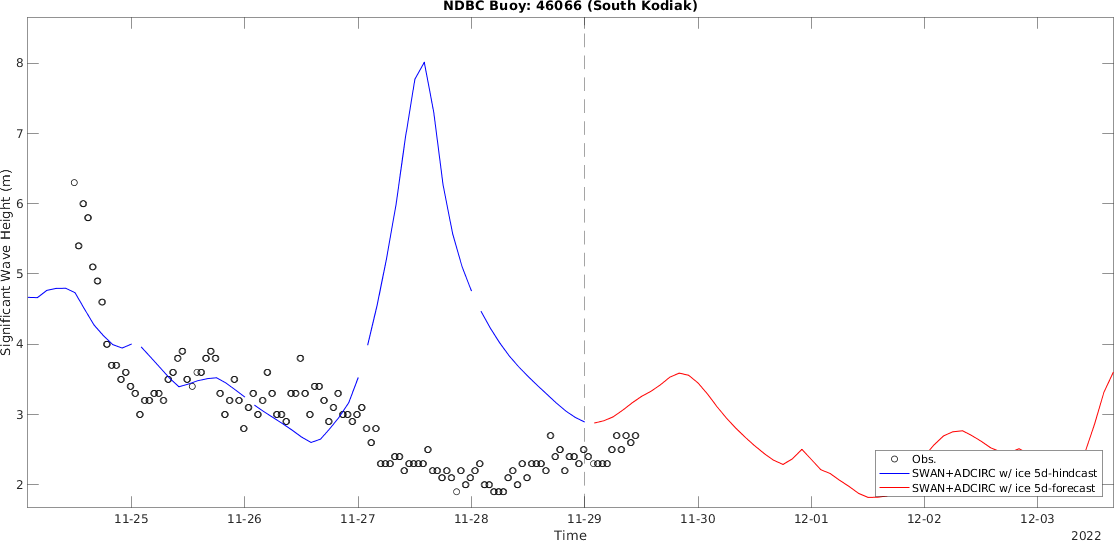 NDBC Buoy: 46066 (South Kodiak)
Significant Wave Height (m)
8
7
6
5
4
3
2
Obs.
SWAN+ADCIRC w/ ice 5d-hindcast
SWAN+ADCIRC w/ ice 5d-forecast
11-25 11-26 11-27 11-28 11-29 11-30 12-01 12-02 12-03
Time
2022